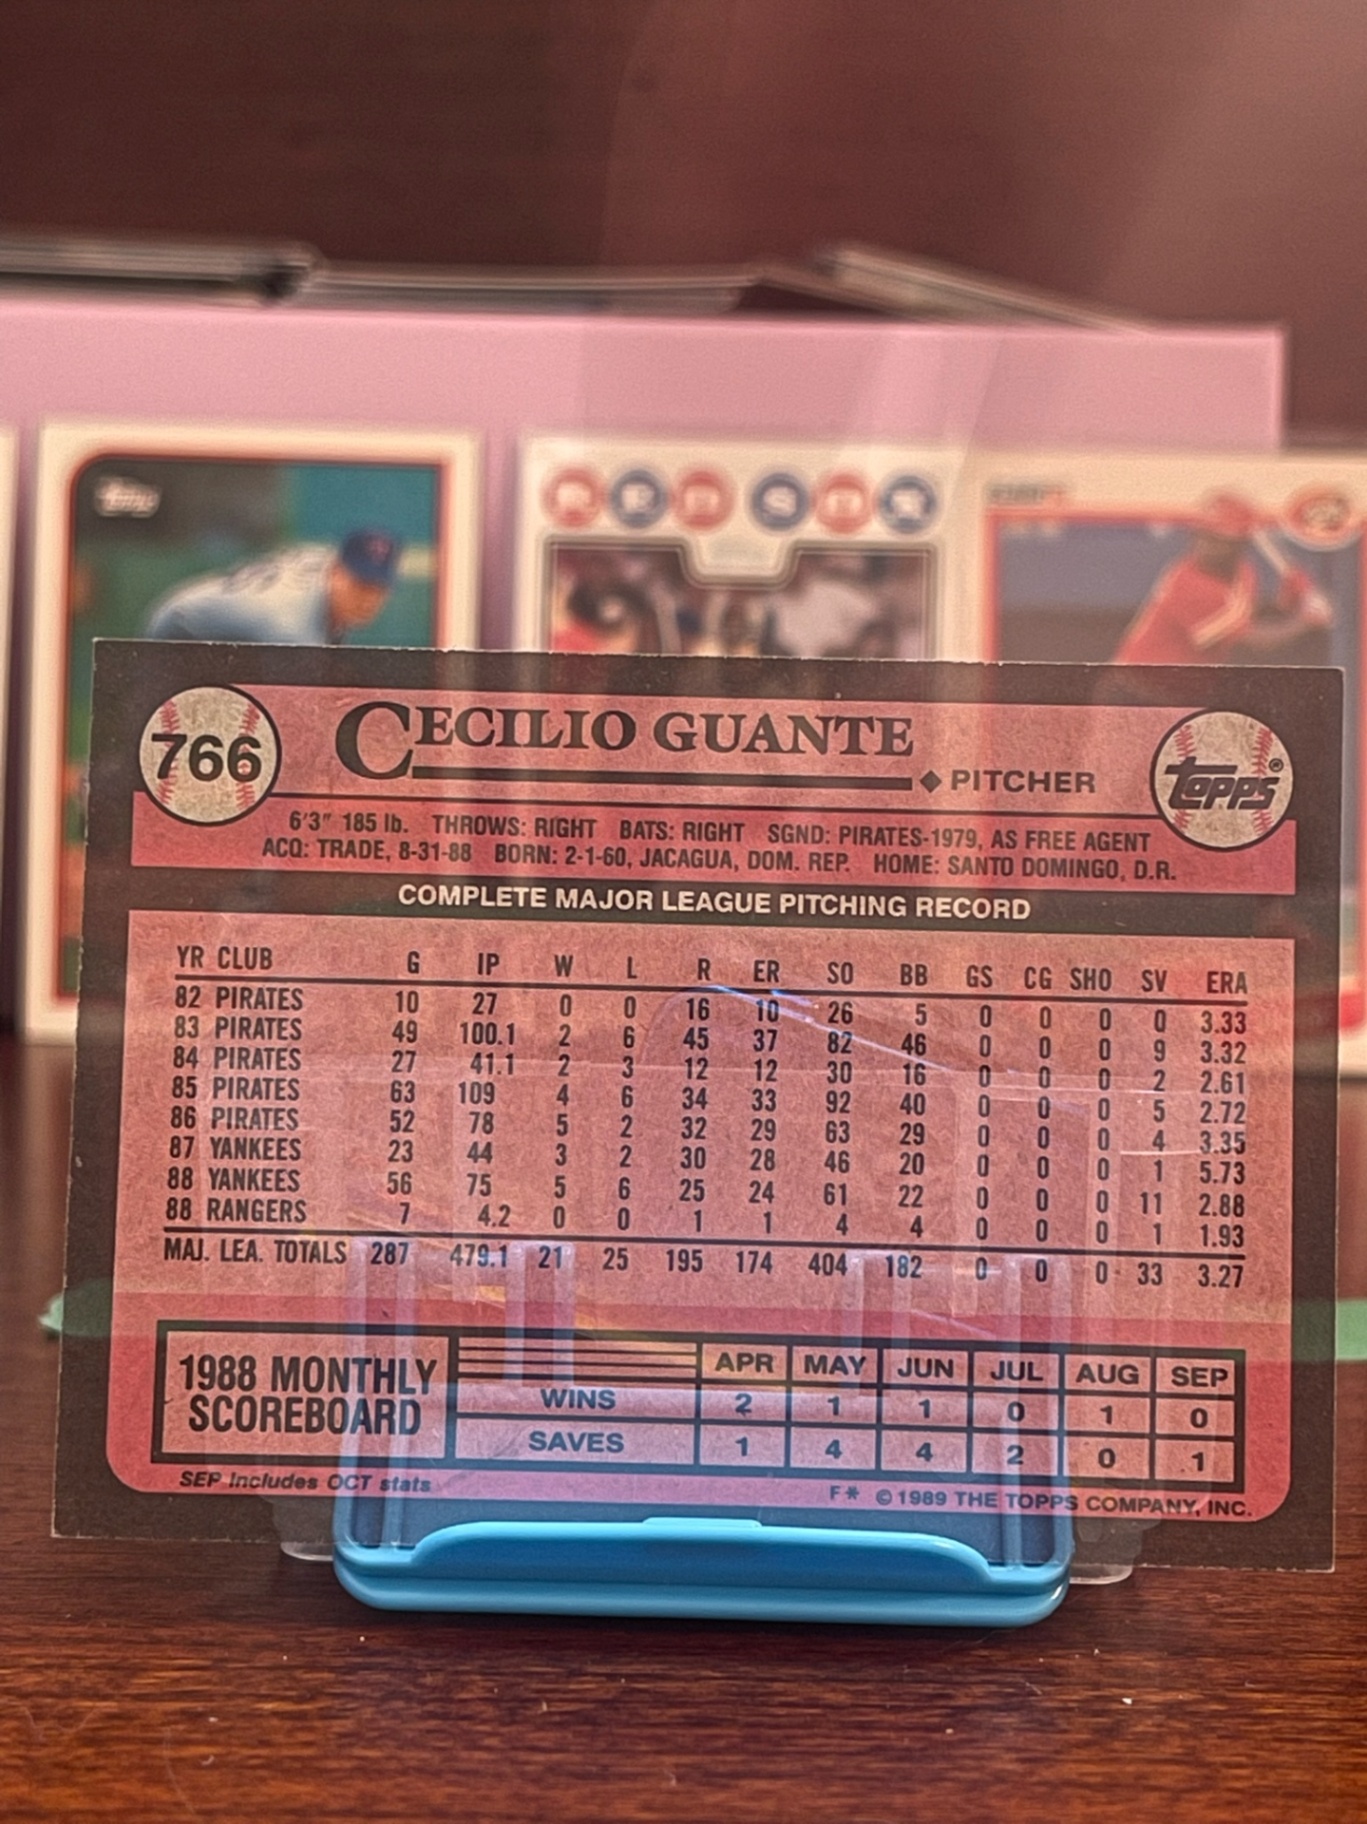 Topps
RED SOX
766
CECILIO GUANTE
◆ PITCHER
TOPPS®
6'3" 185 lb. THROWS: RIGHT BATS: RIGHT SGND: PIRATES-1979, AS FREE AGENT
ACQ: TRADE, 8-31-88 BORN: 2-1-60, JACAGUA, DOM. REP. HOME: SANTO DOMINGO, D.R.
COMPLETE MAJOR LEAGUE PITCHING RECORD
YR CLUB G IP W L R ER SO BB GS CG SHO SV ERA
82 PIRATES 10 27 0 0 16 10 26 5 0 0 0 0 3.33
83 PIRATES 49 100.1 2 6 45 37 82 46 0 0 0 9 3.32
84 PIRATES 27 41.1 2 3 12 12 30 16 0 0 0 2 2.61
85 PIRATES 63 109 4 6 34 33 92 40 0 0 0 5 2.72
86 PIRATES 52 78 5 2 32 29 63 29 0 0 0 4 3.35
87 YANKEES 23 44 3 2 30 28 46 20 0 0 0 1 5.73
88 YANKEES 56 75 5 6 25 24 61 22 0 0 0 11 2.88
88 RANGERS 7 4.2 0 0 1 1 4 4 0 0 0 1 1.93
MAJ. LEA. TOTALS 287 479.1 21 25 195 174 404 182 0 0 0 33 3.27
1988 MONTHLY SCOREBOARD
APR MAY JUN JUL AUG SEP
WINS 2 1 1 0 1 0
SAVES 1 4 4 2 0 1
SEP Includes OCT stats
F* © 1989 THE TOPPS COMPANY, INC.